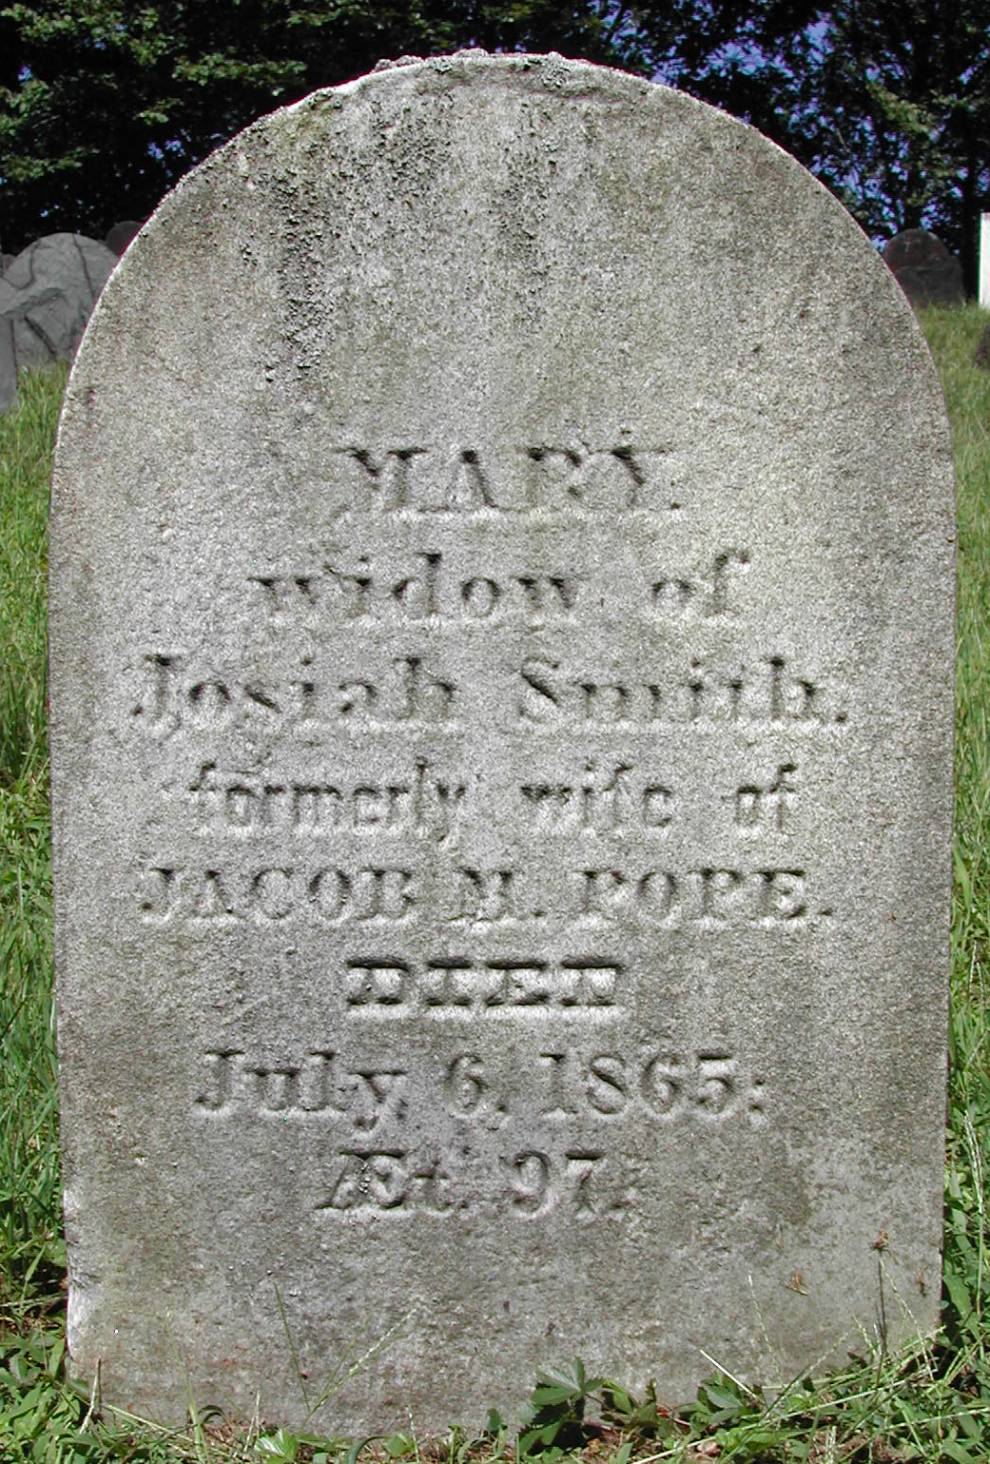 MARY.
widow of
Josiah Smith.
formerly wife of
JACOB M. POPE.
DIED
July 6, 1865:
Æt. 97.